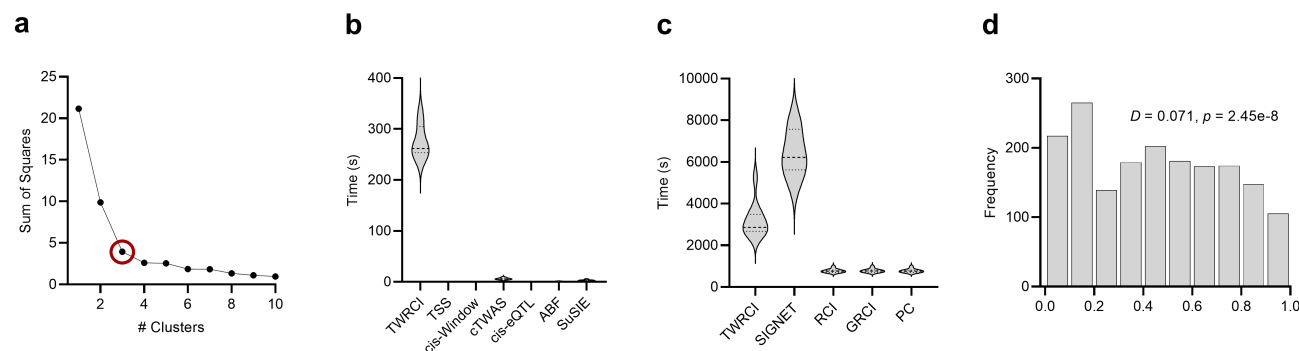 a
b
c
d
25
20
15
10
5
0
Sum of Squares
2
4
6
8
10
# Clusters
400
300
200
100
0
Time (s)
TWRCI
TSS
cis-Window
cTWAS
cis-eQTL
ABF
SuSIE
10000
8000
6000
4000
2000
0
Time (s)
TWRCI
SIGNET
RCI
GRCI
PC
300
200
100
0
Frequency
D = 0.071, p = 2.45e-8
0.0
0.2
0.4
0.6
0.8
1.0